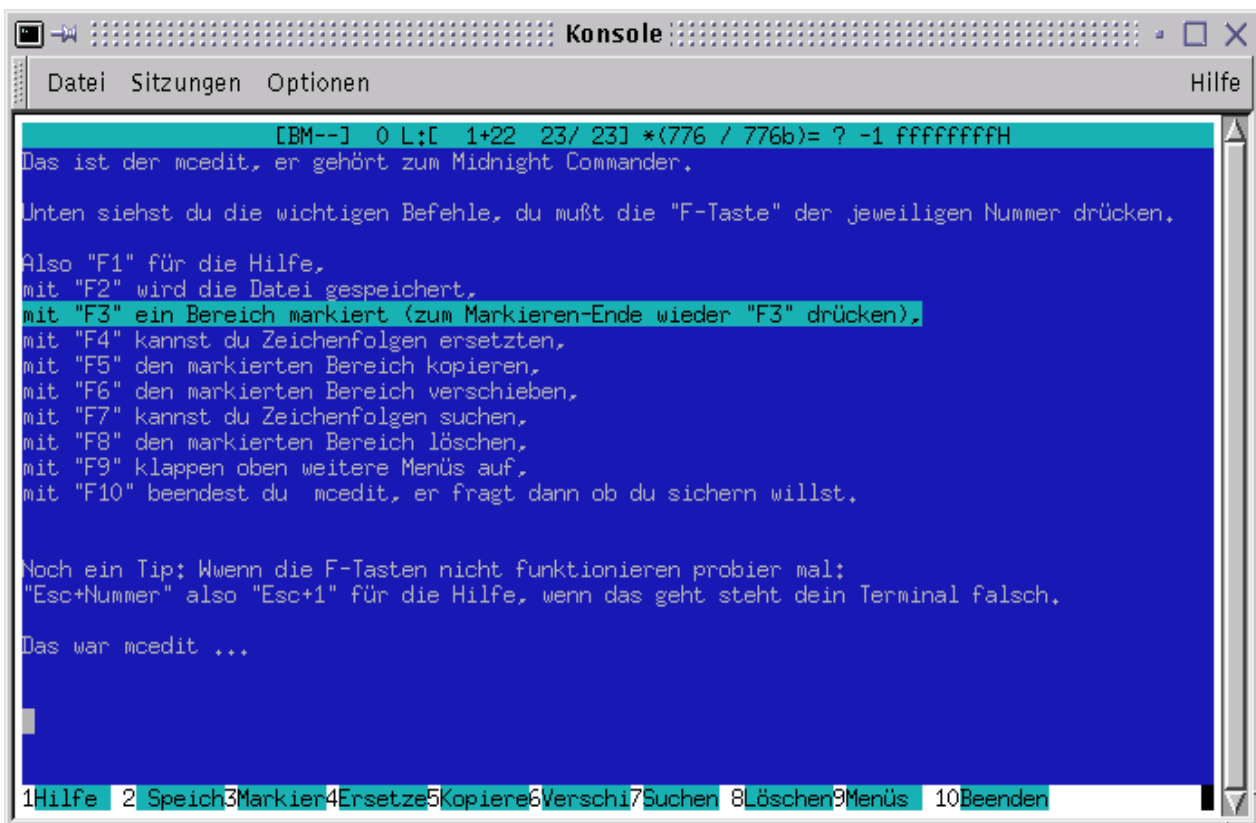 Konsole
Datei Sitzungen Optionen Hilfe
[BM--] 0 L:[ 1+22 23/ 23] *(776 / 776b)= ? -1 ffffffffH
Das ist der mcedit, er gehört zum Midnight Commander.
Unten siehst du die wichtigen Befehle, du mußt die "F-Taste" der jeweiligen Nummer drücken.
Also "F1" für die Hilfe,
mit "F2" wird die Datei gespeichert,
mit "F3" ein Bereich markiert (zum Markieren-Ende wieder "F3" drücken),
mit "F4" kannst du Zeichenfolgen ersetzten,
mit "F5" den markierten Bereich kopieren,
mit "F6" den markierten Bereich verschieben,
mit "F7" kannst du Zeichenfolgen suchen,
mit "F8" den markierten Bereich löschen,
mit "F9" klappen oben weitere Menüs auf,
mit "F10" beendest du  mcedit, er fragt dann ob du sichern willst.
Noch ein Tip: Wwenn die F-Tasten nicht funktionieren probier mal:
"Esc+Nummer" also "Esc+1" für die Hilfe, wenn das geht steht dein Terminal falsch.
Das war mcedit ...
1Hilfe 2 Speich3Markier4Ersetze5Kopiere6Verschi7Suchen 8Löschen9Menüs 10Beenden